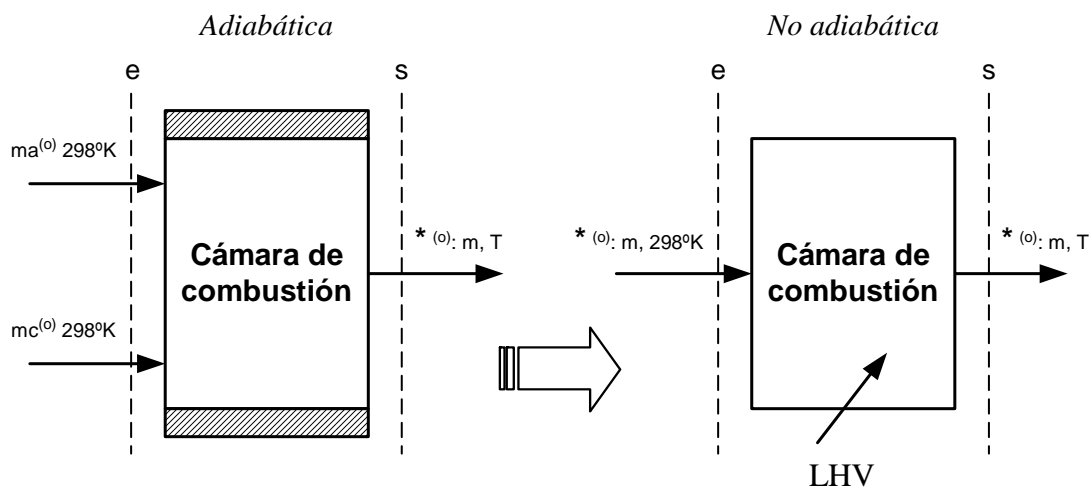 Adiabática
No adiabática
e
s
e
s
ma(o) 298ºK
mc(o) 298ºK
Cámara de
combustión
* (o): m, T
* (o): m, 298ºK
Cámara de
combustión
* (o): m, T
LHV